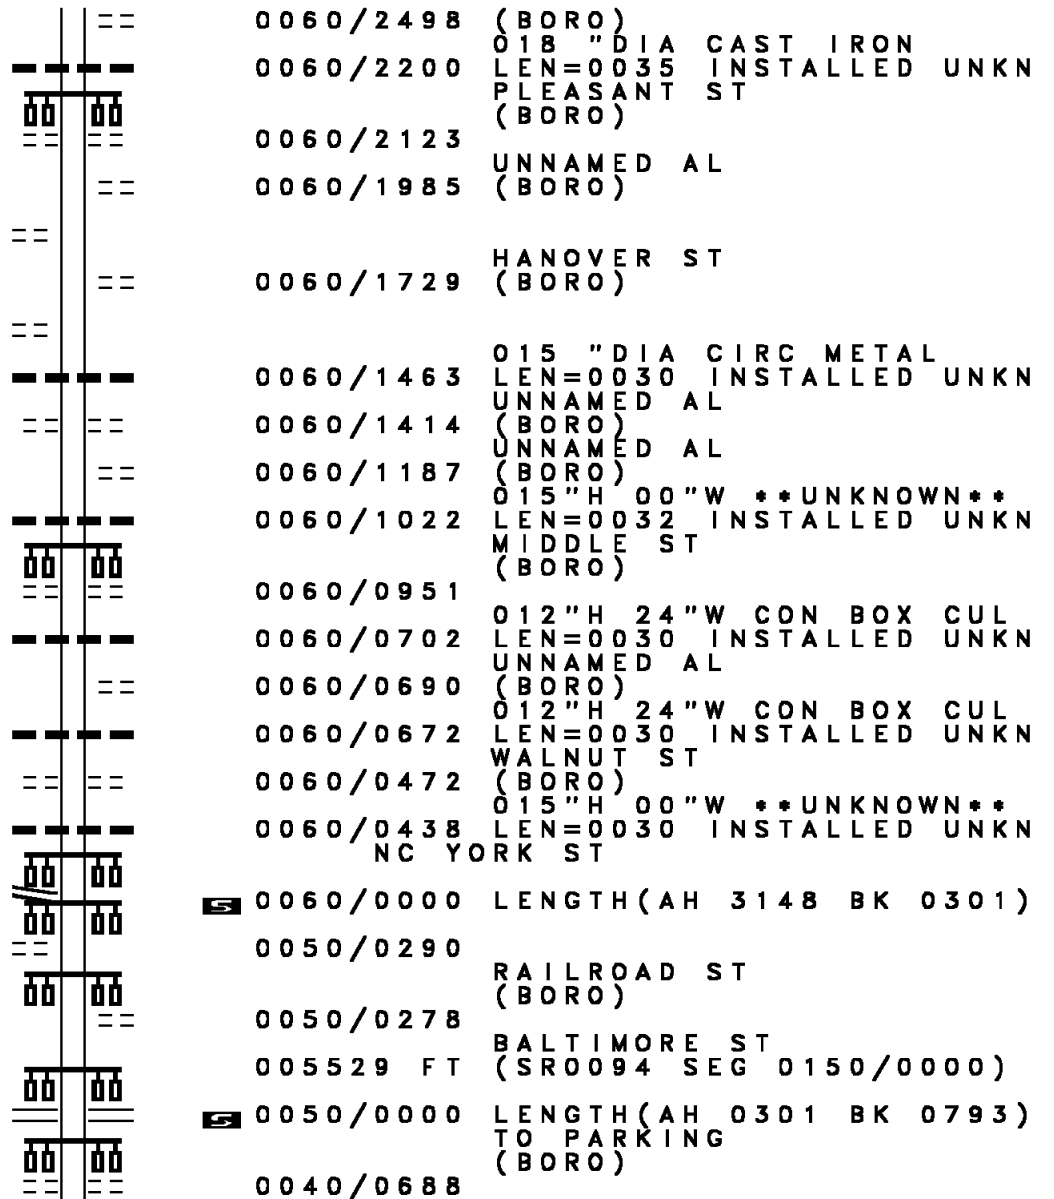 0060/2498 (BORO)
018 "DIA CAST IRON
0060/2200 LEN=0035 INSTALLED UNKN
PLEASANT ST
(BORO)
0060/2123
UNNAMED AL
0060/1985 (BORO)
HANOVER ST
0060/1729 (BORO)
015 "DIA CIRC METAL
0060/1463 LEN=0030 INSTALLED UNKN
UNNAMED AL
0060/1414 (BORO)
UNNAMED AL
0060/1187 (BORO)
015"H 00"W **UNKNOWN**
0060/1022 LEN=0032 INSTALLED UNKN
MIDDLE ST
(BORO)
0060/0951
012"H 24"W CON BOX CUL
0060/0702 LEN=0030 INSTALLED UNKN
UNNAMED AL
0060/0690 (BORO)
012"H 24"W CON BOX CUL
0060/0672 LEN=0030 INSTALLED UNKN
WALNUT ST
0060/0472 (BORO)
015"H 00"W **UNKNOWN**
0060/0438 LEN=0030 INSTALLED UNKN
NC YORK ST
S 0060/0000 LENGTH(AH 3148 BK 0301)
0050/0290
RAILROAD ST
(BORO)
0050/0278
BALTIMORE ST
005529 FT (SR0094 SEG 0150/0000)
S 0050/0000 LENGTH(AH 0301 BK 0793)
TO PARKING
(BORO)
0040/0688